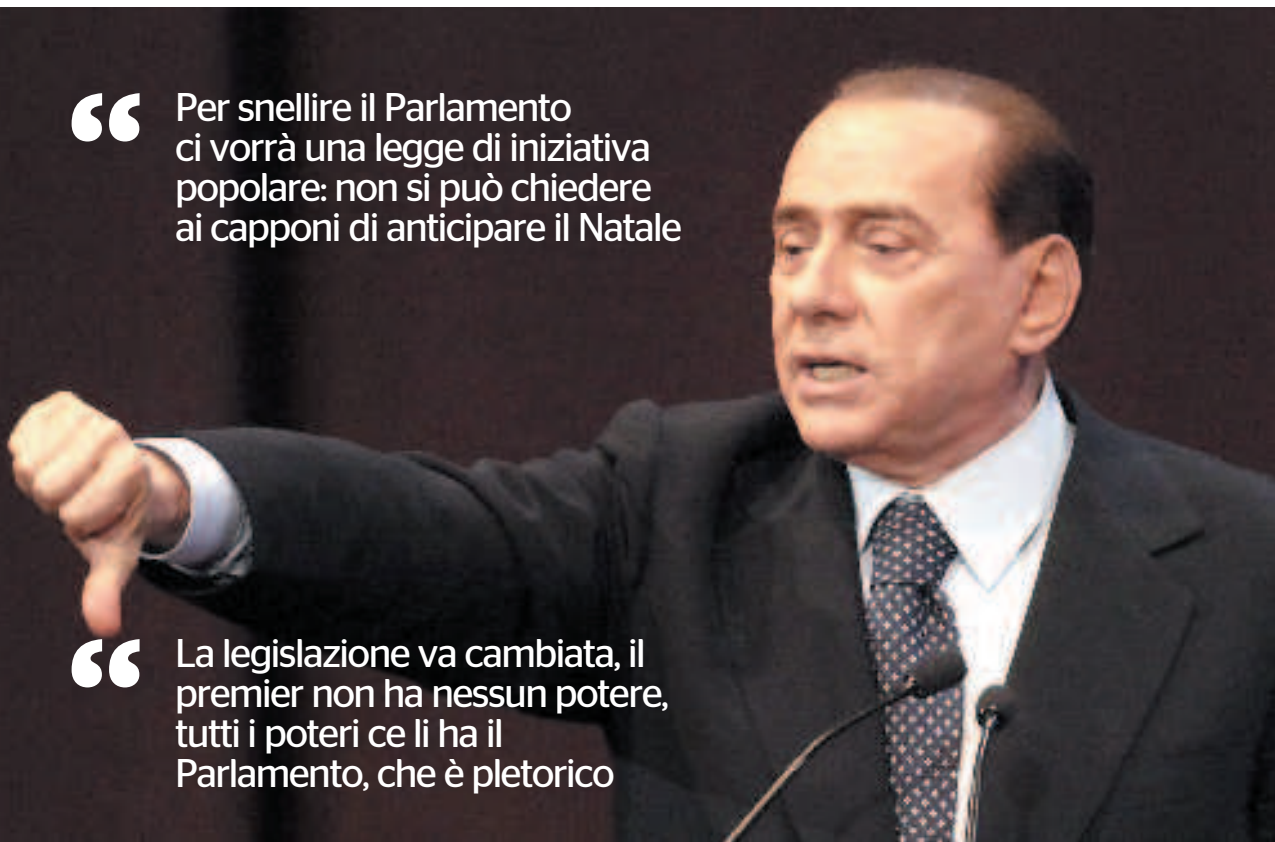 “ Per snellire il Parlamento
ci vorrà una legge di iniziativa
popolare: non si può chiedere
ai capponi di anticipare il Natale
“ La legislazione va cambiata, il
premier non ha nessun potere,
tutti i poteri ce li ha il
Parlamento, che è pletorico